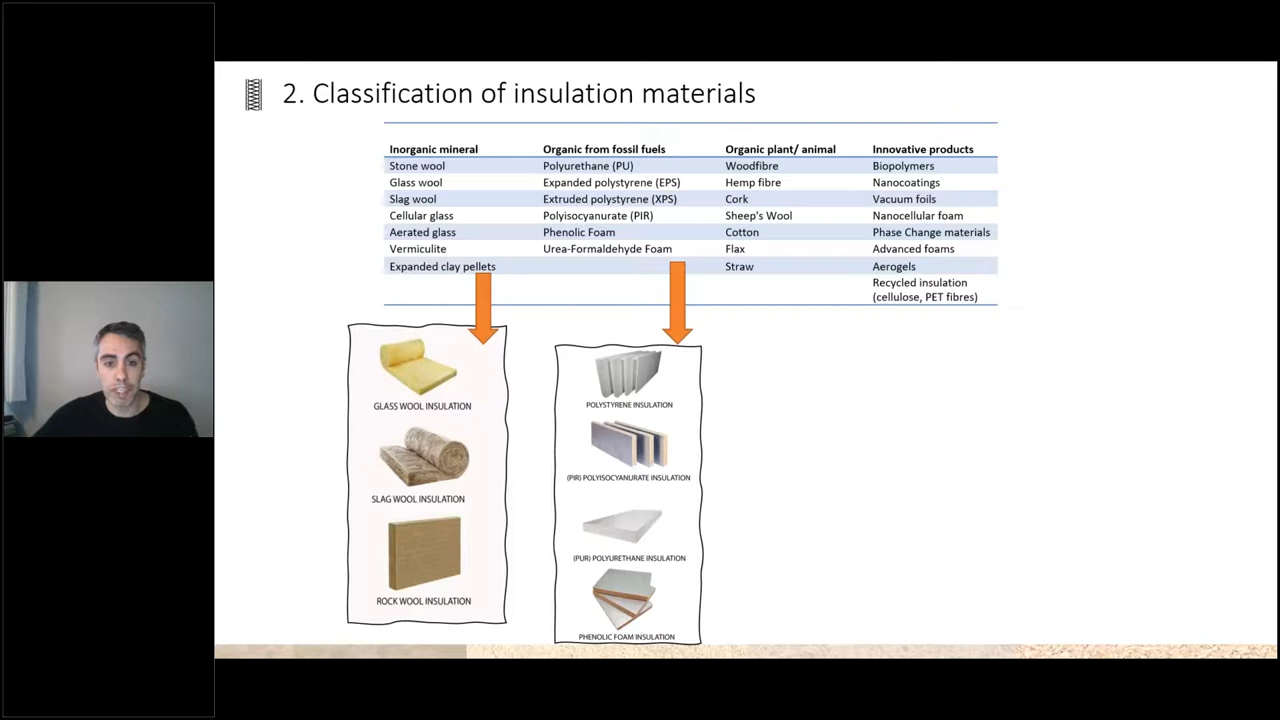 2. Classification of insulation materials
Inorganic mineral Organic from fossil fuels Organic plant/ animal Innovative products
Stone wool Polyurethane (PU) Woodfibre Biopolymers
Glass wool Expanded polystyrene (EPS) Hemp fibre Nanocoatings
Slag wool Extruded polystyrene (XPS) Cork Vacuum foils
Cellular glass Polyisocyanurate (PIR) Sheep's Wool Nanocellular foam
Aerated glass Phenolic Foam Cotton Phase Change materials
Vermiculite Urea-Formaldehyde Foam Flax Advanced foams
Expanded clay pellets Straw Aerogels
Recycled insulation
(cellulose, PET fibres)
GLASS WOOL INSULATION
SLAG WOOL INSULATION
ROCK WOOL INSULATION
POLYSTYRENE INSULATION
(PIR) POLYISOCYANURATE INSULATION
(PUR) POLYURETHANE INSULATION
PHENOLIC FOAM INSULATION